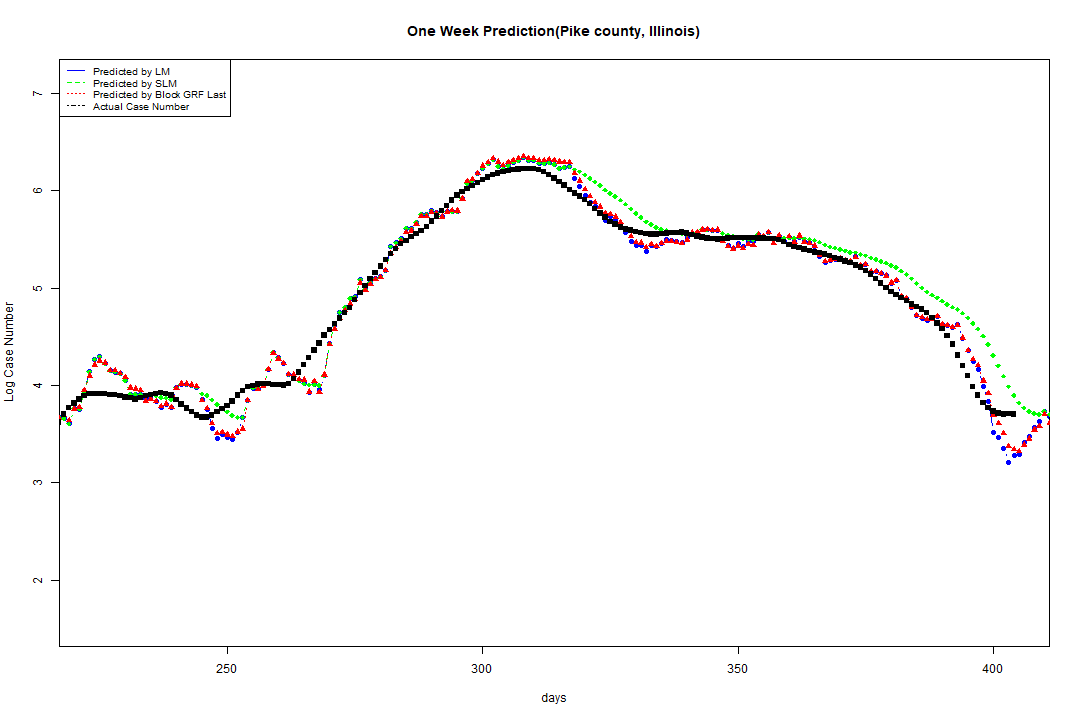 One Week Prediction(Pike county, Illinois)
Predicted by LM
Predicted by SLM
Predicted by Block GRF Last
Actual Case Number
7
6
5
4
3
2
Log Case Number
250 300 350 400
days